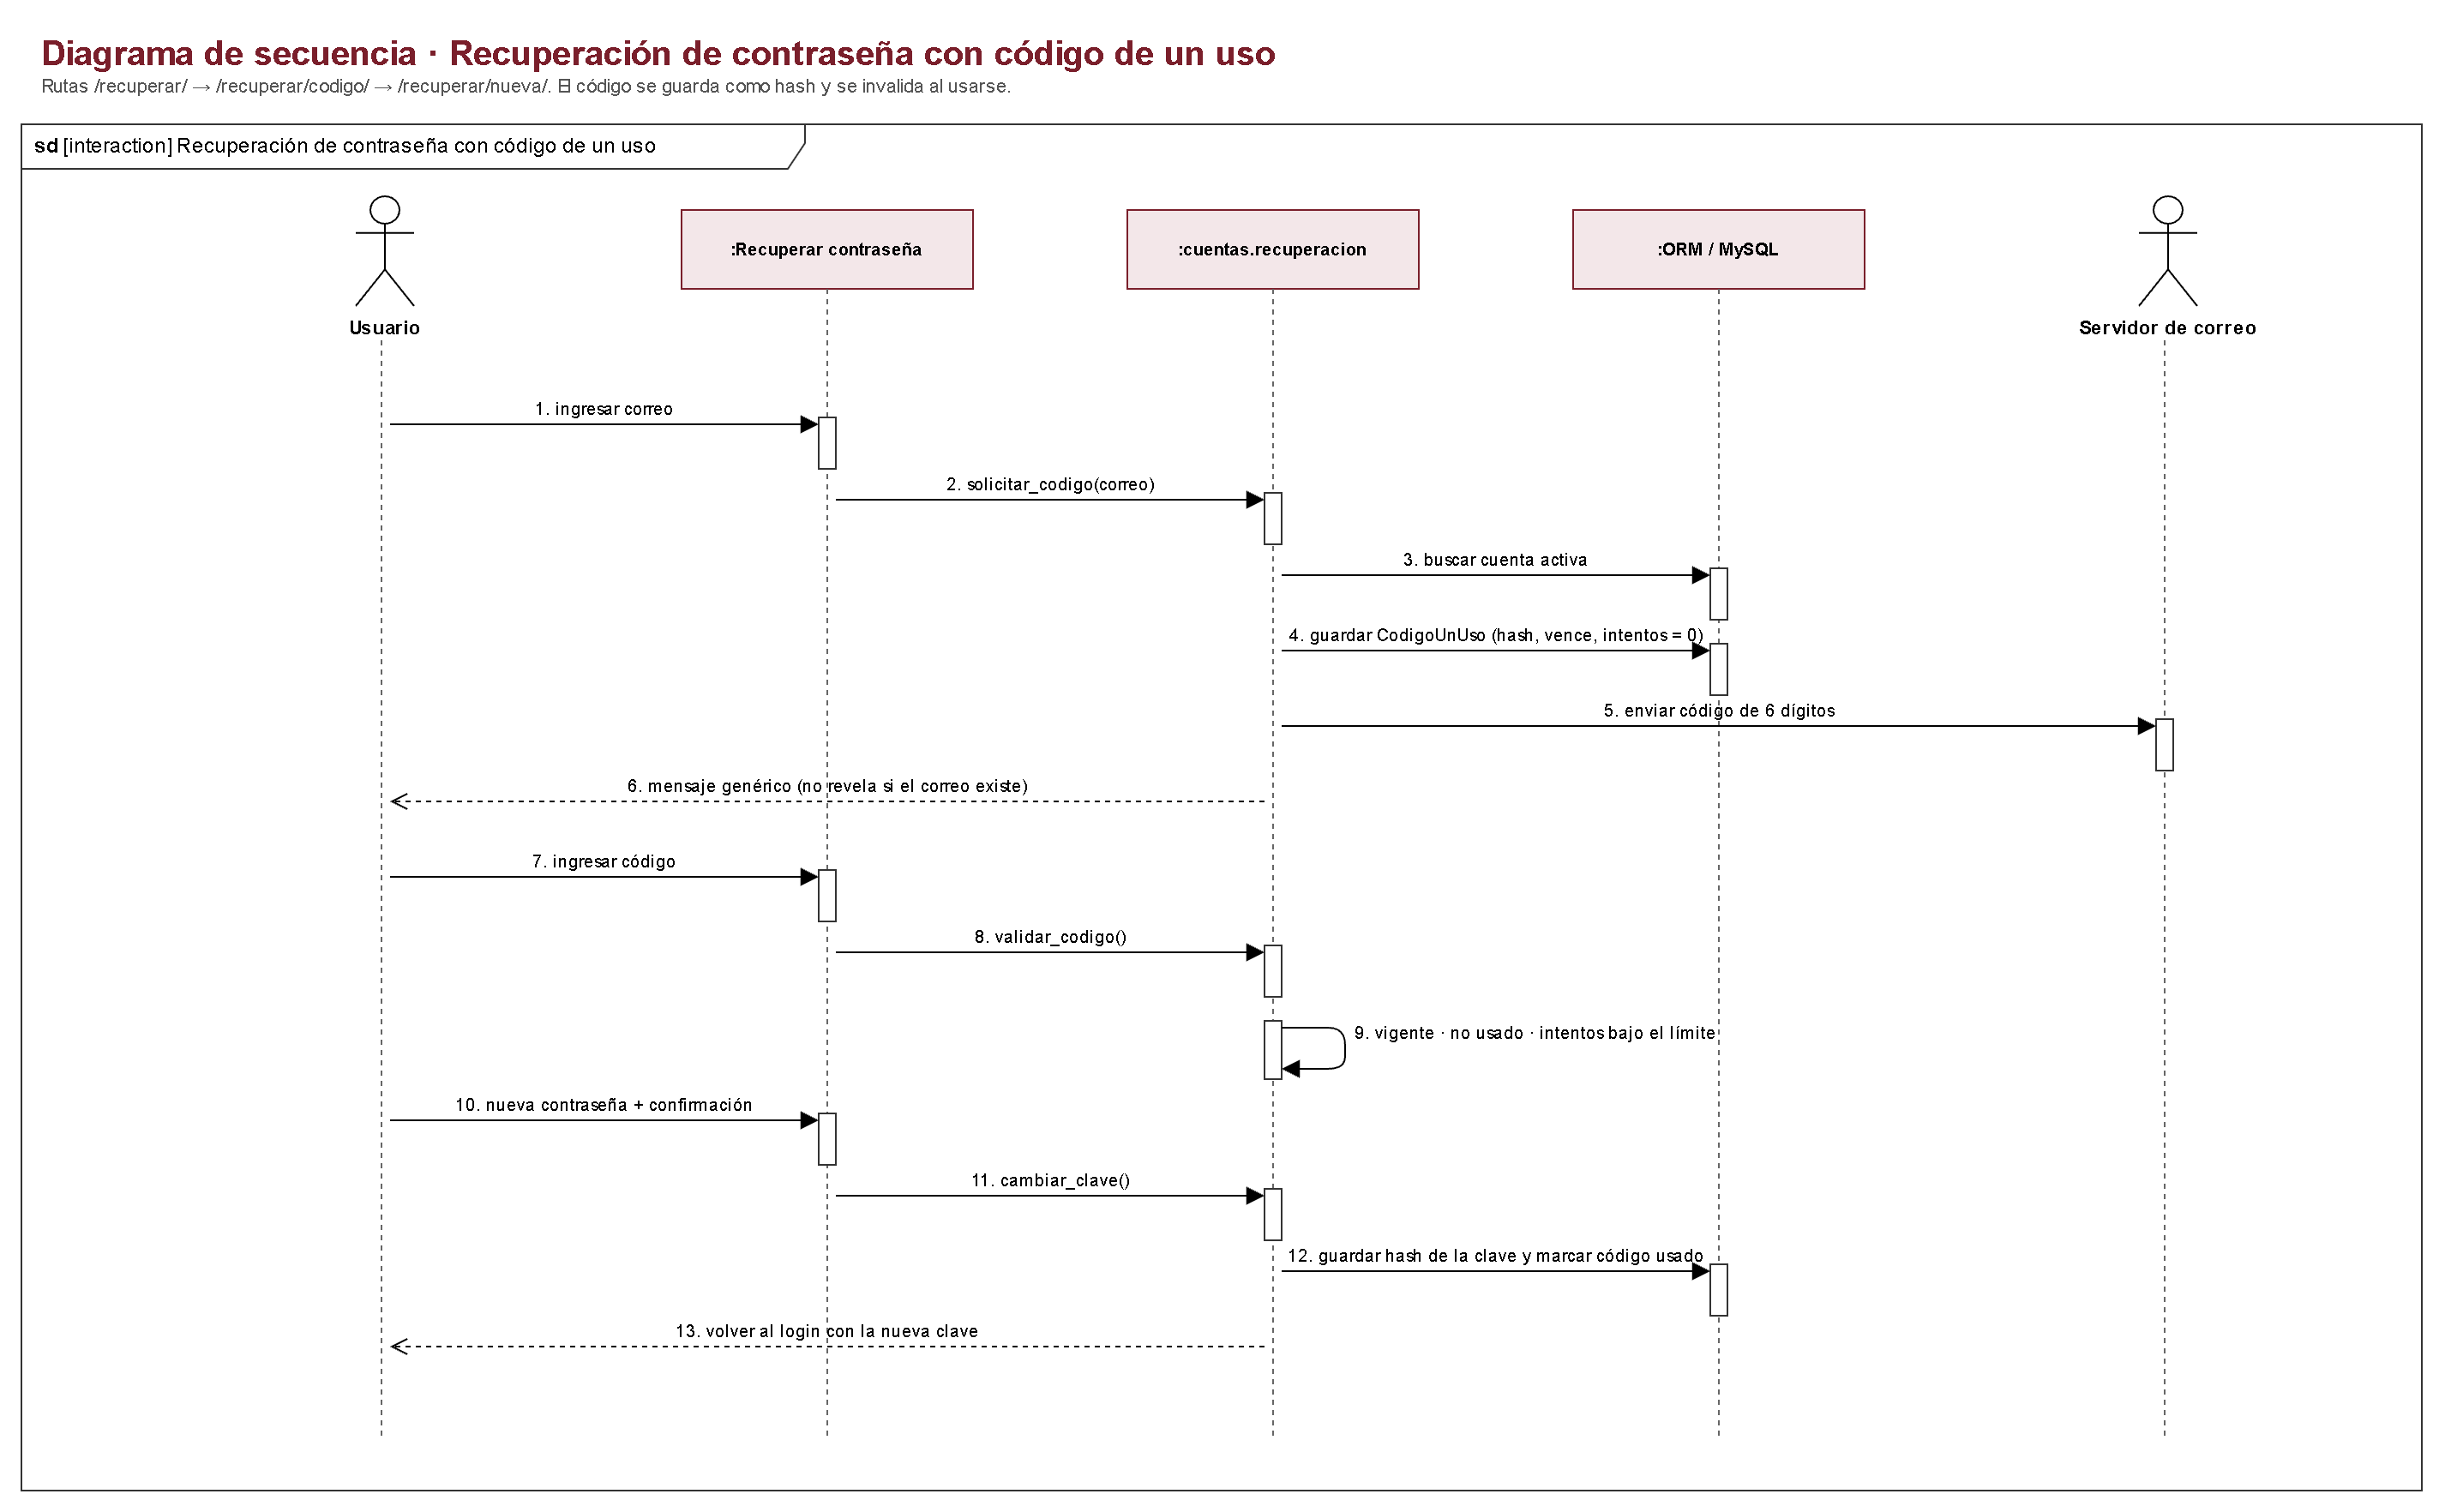 Diagrama de secuencia · Recuperación de contraseña con código de un uso
Rutas /recuperar/ → /recuperar/codigo/ → /recuperar/nueva/. El código se guarda como hash y se invalida al usarse.
sd [interaction] Recuperación de contraseña con código de un uso
:Recuperar contraseña
:cuentas.recuperacion
:ORM / MySQL
Usuario
Servidor de correo
1. ingresar correo
2. solicitar_codigo(correo)
3. buscar cuenta activa
4. guardar CodigoUnUso (hash, vence, intentos = 0)
5. enviar código de 6 dígitos
6. mensaje genérico (no revela si el correo existe)
7. ingresar código
8. validar_codigo()
9. vigente · no usado · intentos bajo el límite
10. nueva contraseña + confirmación
11. cambiar_clave()
12. guardar hash de la clave y marcar código usado
13. volver al login con la nueva clave